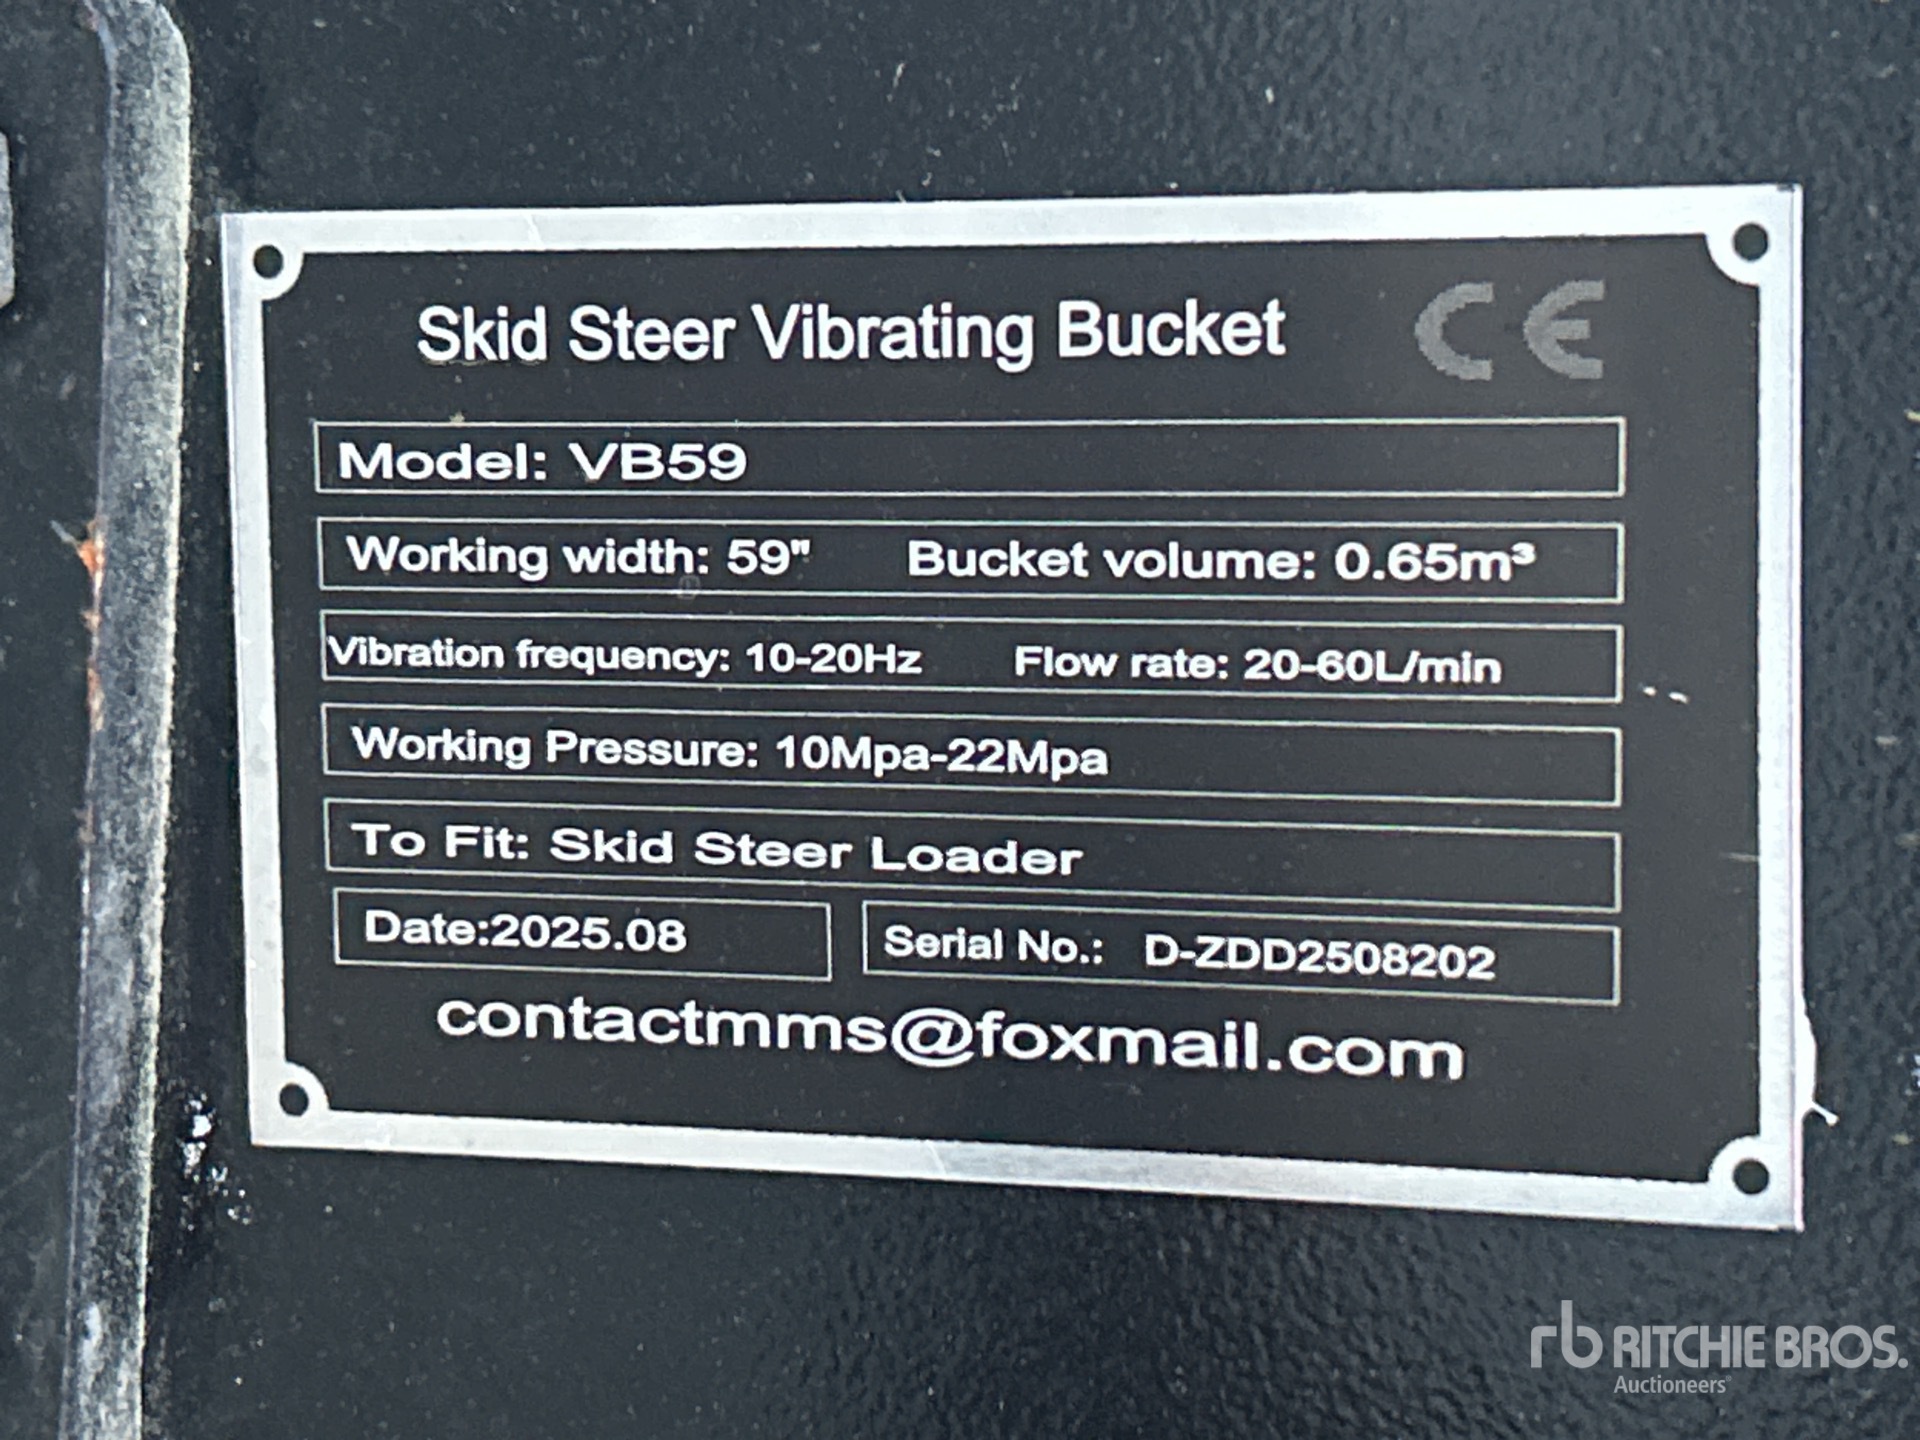 Skid Steer Vibrating Bucket CE
Model: VB59
Working width: 59" Bucket volume: 0.65m³
Vibration frequency: 10-20Hz Flow rate: 20-60L/min
Working Pressure: 10Mpa-22Mpa
To Fit: Skid Steer Loader
Date:2025.08 Serial No.: D-ZDD2508202
contactmms@foxmail.com
rb RITCHIE BROS.
Auctioneers